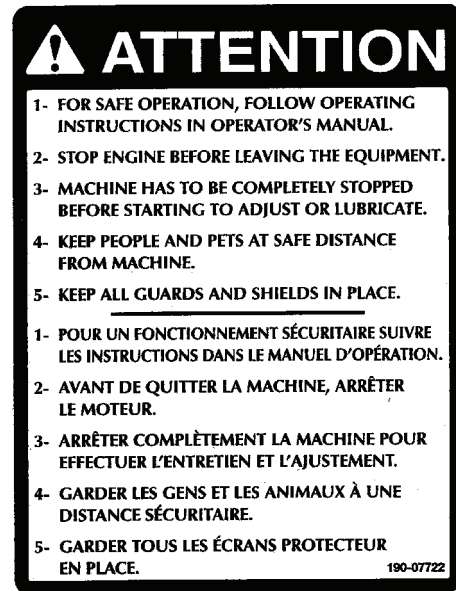 ATTENTION
1- FOR SAFE OPERATION, FOLLOW OPERATING
INSTRUCTIONS IN OPERATOR'S MANUAL.
2- STOP ENGINE BEFORE LEAVING THE EQUIPMENT.
3- MACHINE HAS TO BE COMPLETELY STOPPED
BEFORE STARTING TO ADJUST OR LUBRICATE.
4- KEEP PEOPLE AND PETS AT SAFE DISTANCE
FROM MACHINE.
5- KEEP ALL GUARDS AND SHIELDS IN PLACE.
1- POUR UN FONCTIONNEMENT SÉCURITAIRE SUIVRE
LES INSTRUCTIONS DANS LE MANUEL D'OPÉRATION.
2- AVANT DE QUITTER LA MACHINE, ARRÊTER
LE MOTEUR.
3- ARRÊTER COMPLÈTEMENT LA MACHINE POUR
EFFECTUER L'ENTRETIEN ET L'AJUSTEMENT.
4- GARDER LES GENS ET LES ANIMAUX À UNE
DISTANCE SÉCURITAIRE.
5- GARDER TOUS LES ÉCRANS PROTECTEUR
EN PLACE. 190-07722